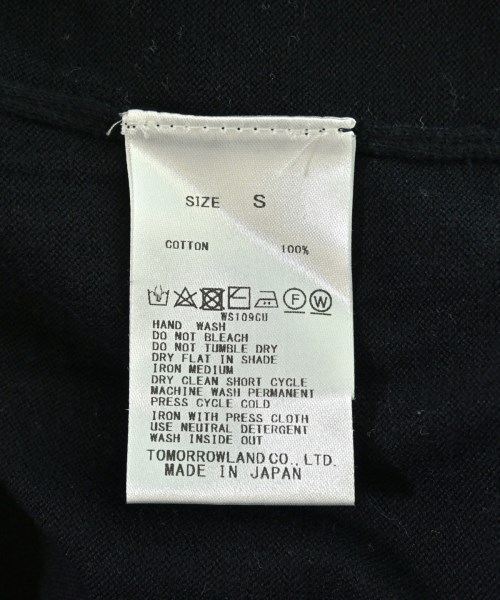 SIZE S
COTTON 100%
F W
WS109CU
HAND WASH
DO NOT BLEACH
DO NOT TUMBLE DRY
DRY FLAT IN SHADE
IRON MEDIUM
DRY CLEAN SHORT CYCLE
MACHINE WASH PERMANENT
PRESS CYCLE COLD
IRON WITH PRESS CLOTH
USE NEUTRAL DETERGENT
WASH INSIDE OUT
TOMORROWLAND CO., LTD.
MADE IN JAPAN